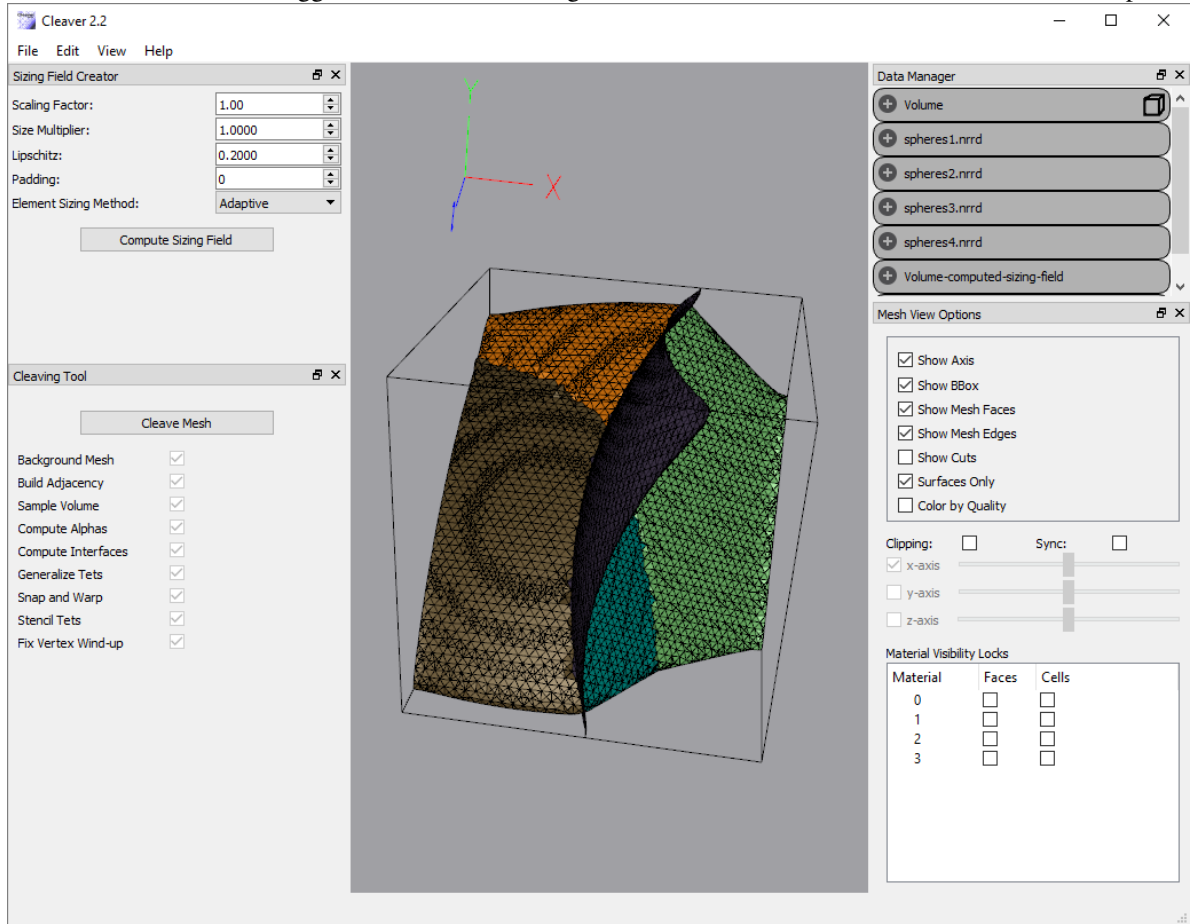 Cleaver 2.2
File Edit View Help
Sizing Field Creator
Scaling Factor: 1.00
Size Multiplier: 1.0000
Lipschitz: 0.2000
Padding: 0
Element Sizing Method: Adaptive
Compute Sizing Field
Cleaving Tool
Cleave Mesh
Background Mesh
Build Adjacency
Sample Volume
Compute Alphas
Compute Interfaces
Generalize Tets
Snap and Warp
Stencil Tets
Fix Vertex Wind-up
Y
X
Data Manager
Volume
spheres1.nrrd
spheres2.nrrd
spheres3.nrrd
spheres4.nrrd
Volume-computed-sizing-field
Mesh View Options
Show Axis
Show BBox
Show Mesh Faces
Show Mesh Edges
Show Cuts
Surfaces Only
Color by Quality
Clipping: Sync:
x-axis
y-axis
z-axis
Material Visibility Locks
Material Faces Cells
0
1
2
3